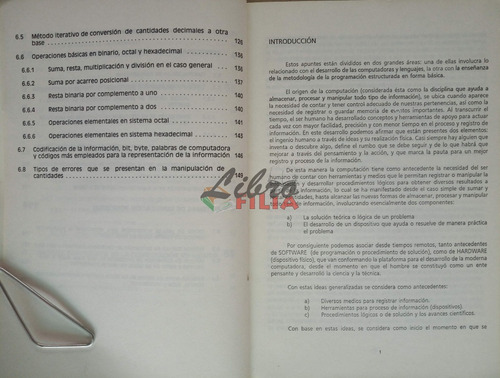 6.5 Método iterativo de conversión de cantidades decimales a otra
base 126
6.6 Operaciones básicas en binario, octal y hexadecimal 135
6.6.1 Suma, resta, multiplicación y división en el caso general 135
6.6.2 Suma por acarreo posicional 137
6.6.3 Resta binaria por complemento a uno 140
6.6.4 Resta binaria por complemento a dos 140
6.6.5 Operaciones elementales en sistema octal 141
6.6.6 Operaciones elementales en sistema hexadecimal 143
6.7 Codificación de la información, bit, byte, palabras de computadora
y códigos más empleados para la representación de la información 146
6.8 Tipos de errores que se presentan en la manipulación de
cantidades
Libro
FILIA
INTRODUCCIÓN
Estos apuntes están divididos en dos grandes áreas: una de ellas involucra lo
relacionado con el desarrollo de las computadoras y lenguajes, la otra con la enseñanza
de la metodología de la programación estructurada en forma básica.
El origen de la computación (considerada esta como la disciplina que ayuda a
almacenar, procesar y manipular todo tipo de información), se ubica cuando aparece
la necesidad de contar y tener control adecuado de nuestras pertenencias, así como la
necesidad de registrar o guardar memoria de eventos importantes. Al transcurrir el
tiempo, el ser humano ha desarrollado conceptos y herramientas de apoyo para actuar
cada vez con mayor facilidad, precisión y con menor tiempo en el proceso y registro de
información. En este desarrollo podemos afirmar que están presentes dos elementos:
el ingenio humano a través de ideas y su realización física. Casi siempre hay alguien que
inventa o descubre algo, define el rumbo que se debe seguir y de lo que habrá que
mejorar a través del pensamiento y la acción, y que marca la pauta para un mejor
registro y proceso de la información.
De esta manera la computación tiene como antecedente la necesidad del ser
humano de contar con herramientas y medios que le permitan registrar o manipular la
información y desarrollar procedimientos lógicos para obtener diversos resultados a
partir de la información, lo cual se ha manifestado desde el uso simple de sumar y
restar cantidades, hasta alcanzar las nuevas formas de almacenar, procesar y manipular
la información, involucrando esencialmente dos componentes:
a) La solución teórica o lógica de un problema
b) El desarrollo de un dispositivo que ayuda o resuelve de manera práctica
el problema
Por consiguiente podemos asociar desde tiempos remotos, tanto antecedentes
de SOFTWARE (de programación o procedimiento de solución), como de HARDWARE
(dispositivo físico), que van conformando la plataforma para el desarrollo de la moderna
computadora, desde el momento en que el hombre se constituyó como un ente
pensante y desarrolló la ciencia y la técnica.
Con estas ideas generalizadas se considera como antecedentes:
a) Diversos medios para registrar información.
b) Herramientas para proceso de información (dispositivos).
c) Procedimientos lógicos o de solución y los avances científicos.
Con base en estas ideas, se considera como inicio el momento en que se
1